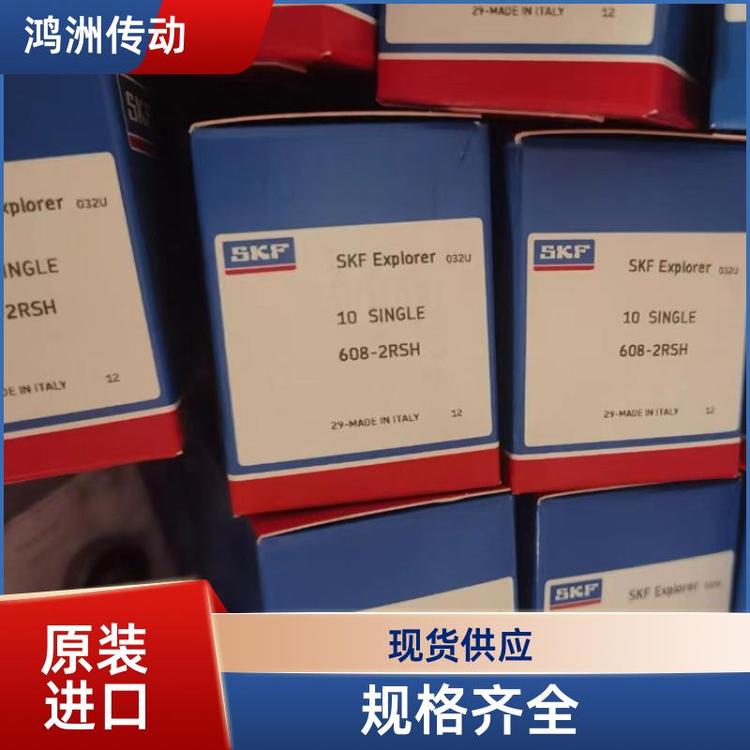 鸿洲传动
29-MADE IN ITALY 12
SKF
xplorer 032U
INGLE
-2RSH
DE IN ITALY 12
SKF
SKF Explorer 032U
10 SINGLE
608-2RSH
29-MADE IN ITALY 12
SKF
SKF Explorer 032U
10 SINGLE
608-2RSH
29-MADE IN ITALY 12
SKF
SKF Explorer
原装
进口
现货供应
规格齐全